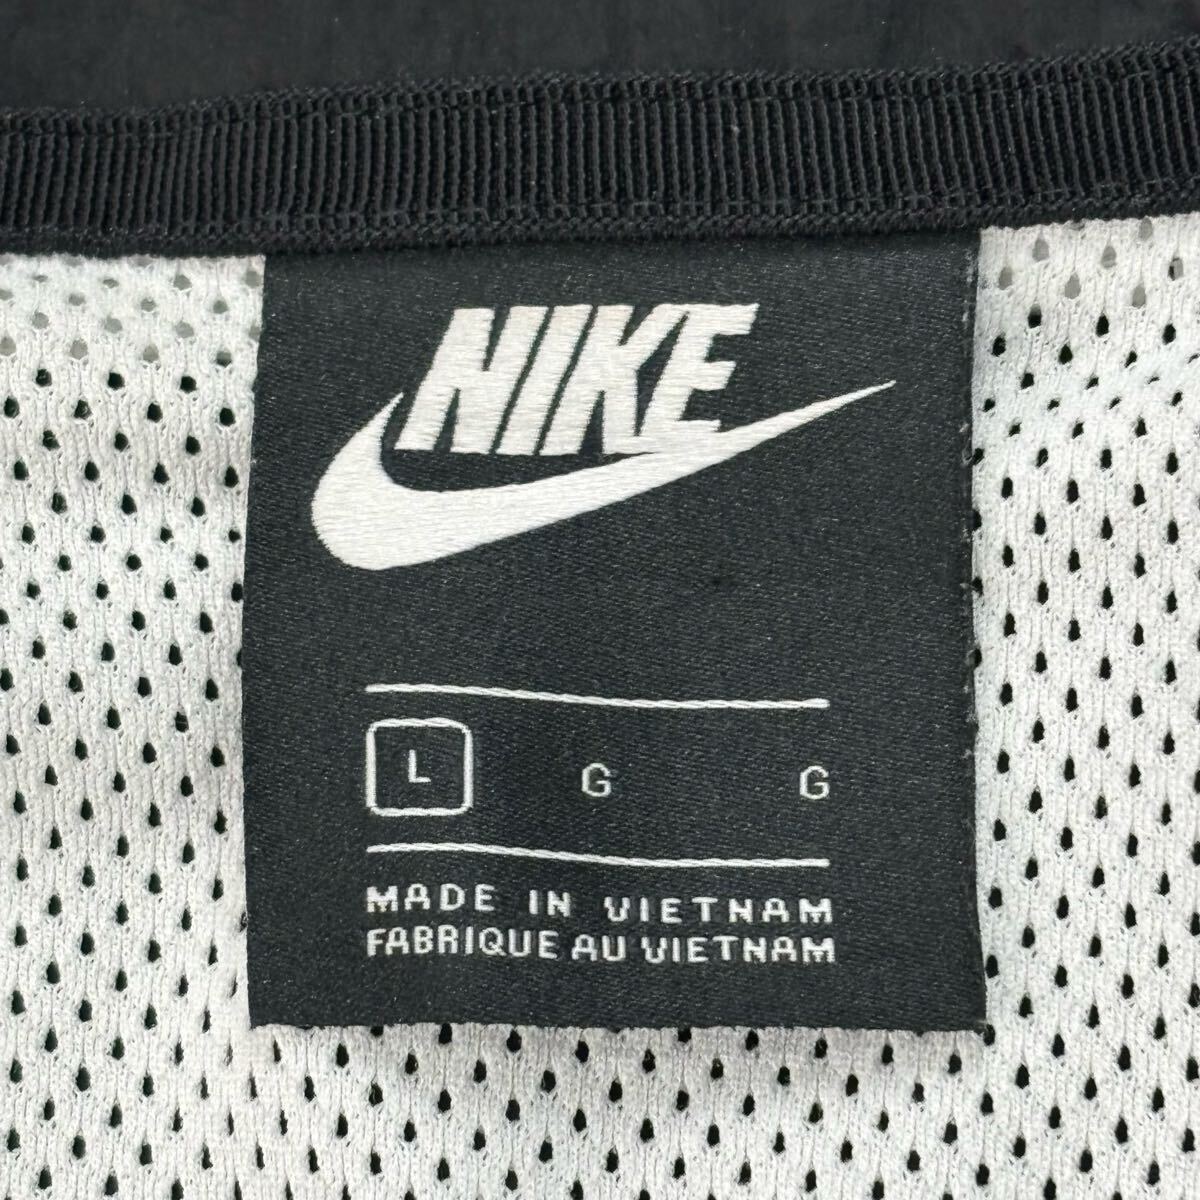 NIKE
L G G
MADE IN VIETNAM
FABRIQUE AU VIETNAM